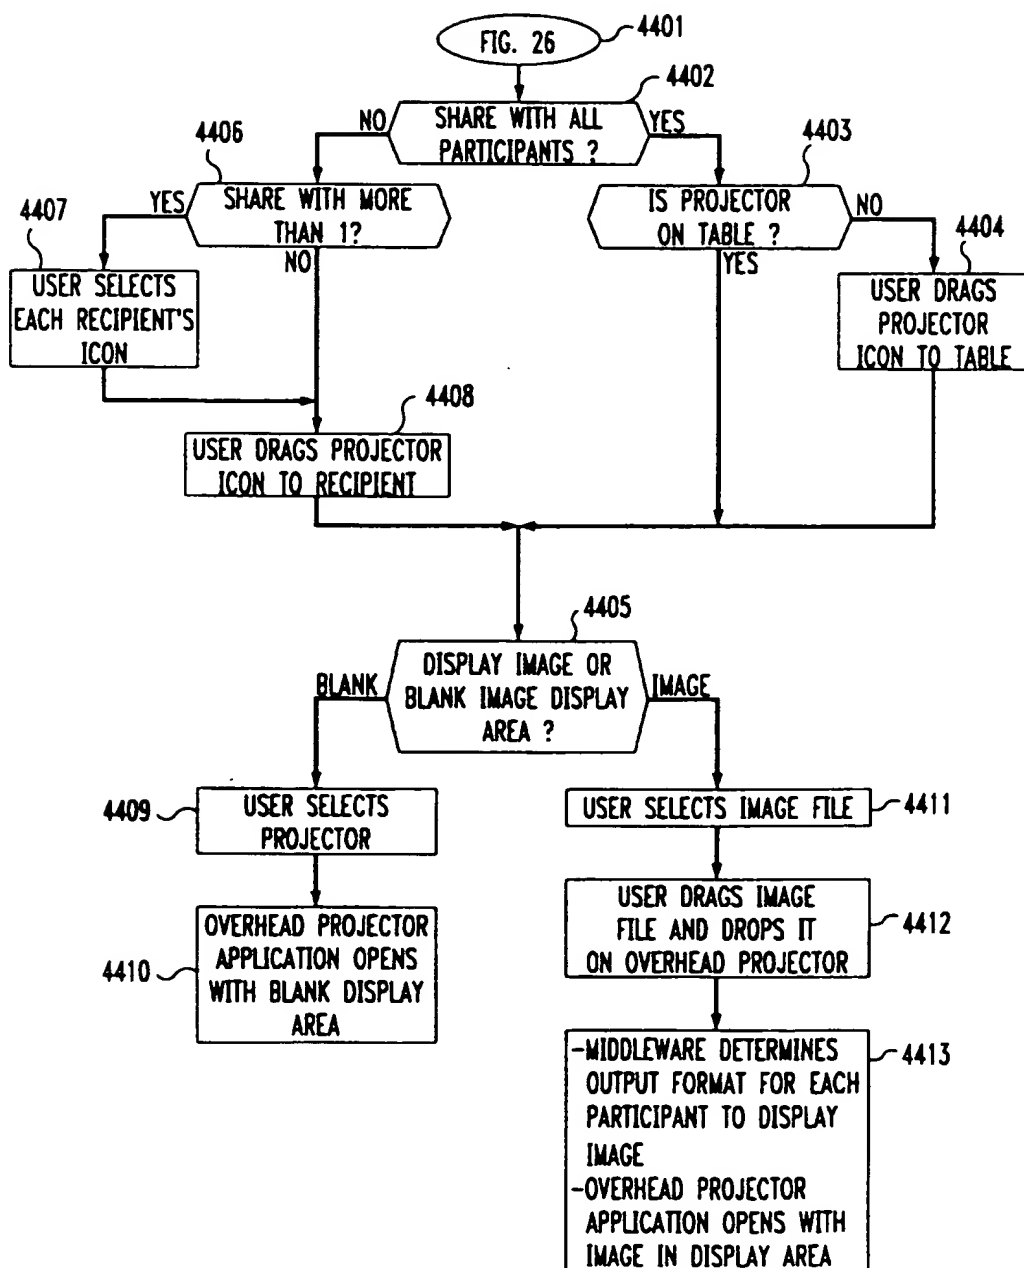 FIG. 26
4401
4402
SHARE WITH ALL
PARTICIPANTS ?
NO
YES
4406
4403
SHARE WITH MORE
THAN 1?
YES
NO
IS PROJECTOR
ON TABLE ?
NO
YES
4407
USER SELECTS
EACH RECIPIENT'S
ICON
4404
USER DRAGS
PROJECTOR
ICON TO TABLE
4408
USER DRAGS PROJECTOR
ICON TO RECIPIENT
4405
DISPLAY IMAGE OR
BLANK IMAGE DISPLAY
AREA ?
BLANK
IMAGE
4409
USER SELECTS
PROJECTOR
USER SELECTS IMAGE FILE
4411
4410
OVERHEAD PROJECTOR
APPLICATION OPENS
WITH BLANK DISPLAY
AREA
USER DRAGS IMAGE
FILE AND DROPS IT
ON OVERHEAD PROJECTOR
4412
-MIDDLEWARE DETERMINES
OUTPUT FORMAT FOR EACH
PARTICIPANT TO DISPLAY
IMAGE
-OVERHEAD PROJECTOR
APPLICATION OPENS WITH
IMAGE IN DISPLAY AREA
4413